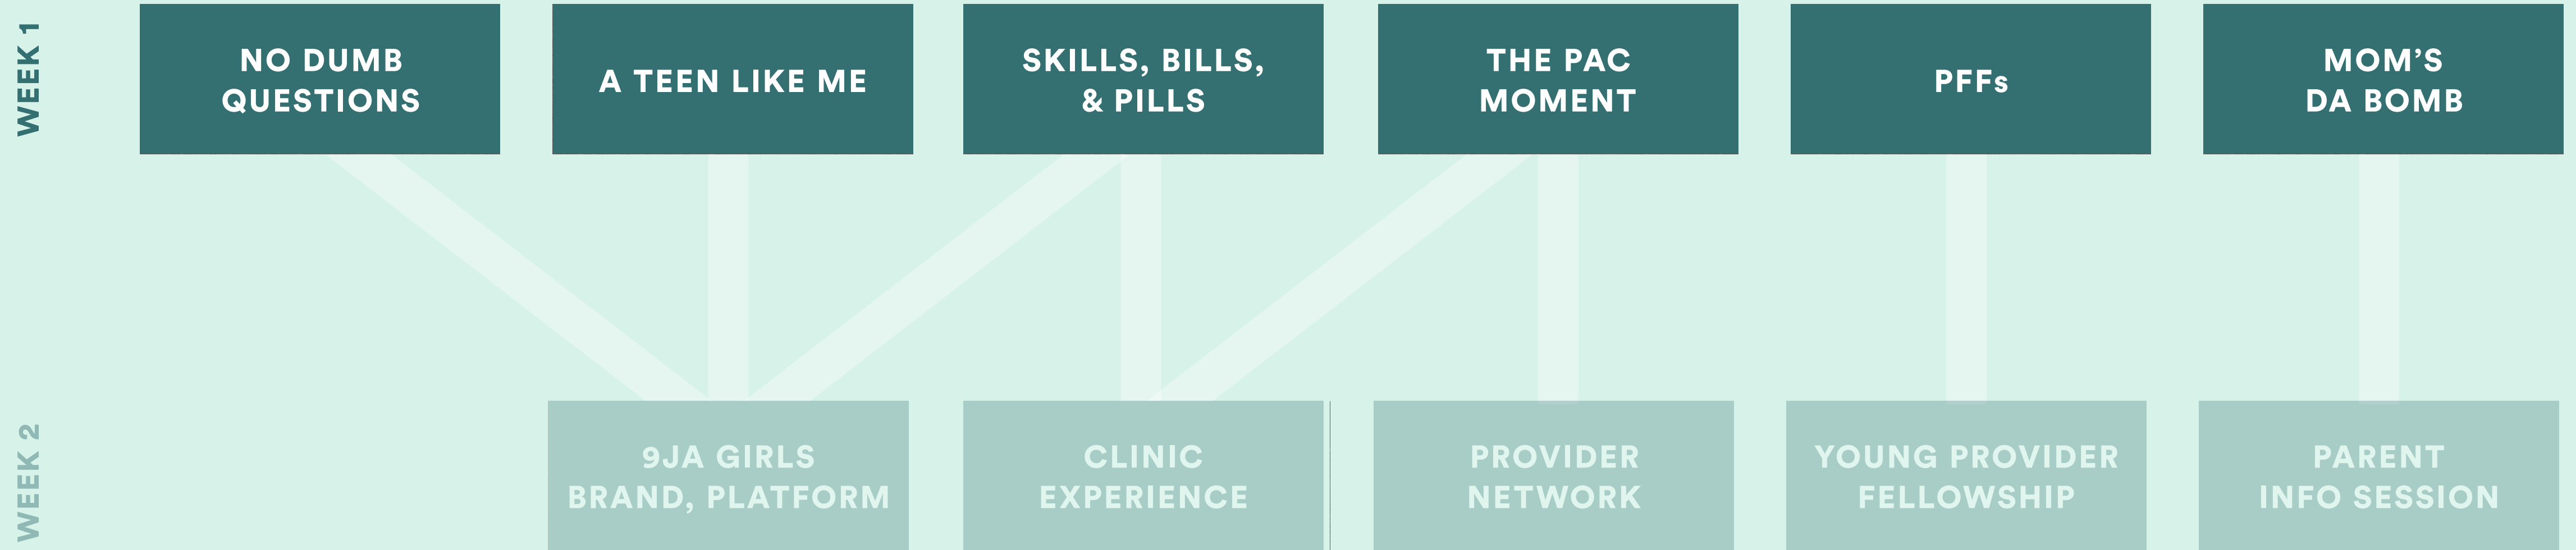 WEEK 1
NO DUMB
QUESTIONS
A TEEN LIKE ME
SKILLS, BILLS,
& PILLS
THE PAC
MOMENT
PFFs
MOM’S
DA BOMB
WEEK 2
9JA GIRLS
BRAND, PLATFORM
CLINIC
EXPERIENCE
PROVIDER
NETWORK
YOUNG PROVIDER
FELLOWSHIP
PARENT
INFO SESSION